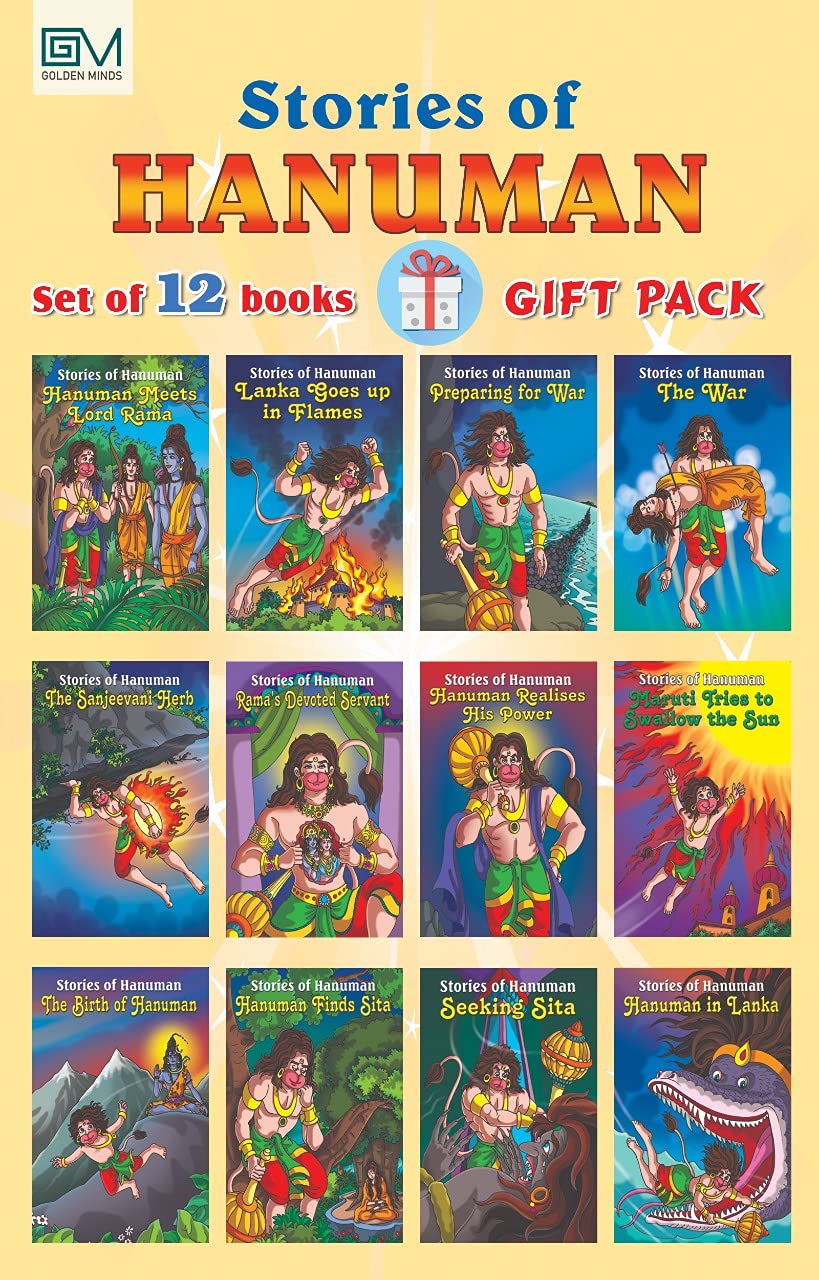 GM
GOLDEN MINDS
Stories of
HANUMAN
Set of 12 books
GIFT PACK
Stories of Hanuman
Hanuman Meets
Lord Rama
Stories of Hanuman
Lanka Goes up
in Flames
Stories of Hanuman
Preparing for War
Stories of Hanuman
The War
Stories of Hanuman
The Sanjeevani Herb
Stories of Hanuman
Rama's Devoted Servant
Stories of Hanuman
Hanuman Realises
His Power
Stories of Hanuman
Maruti Tries to
Swallow the Sun
Stories of Hanuman
The Birth of Hanuman
Stories of Hanuman
Hanuman Finds Sita
Stories of Hanuman
Seeking Sita
Stories of Hanuman
Hanuman in Lanka